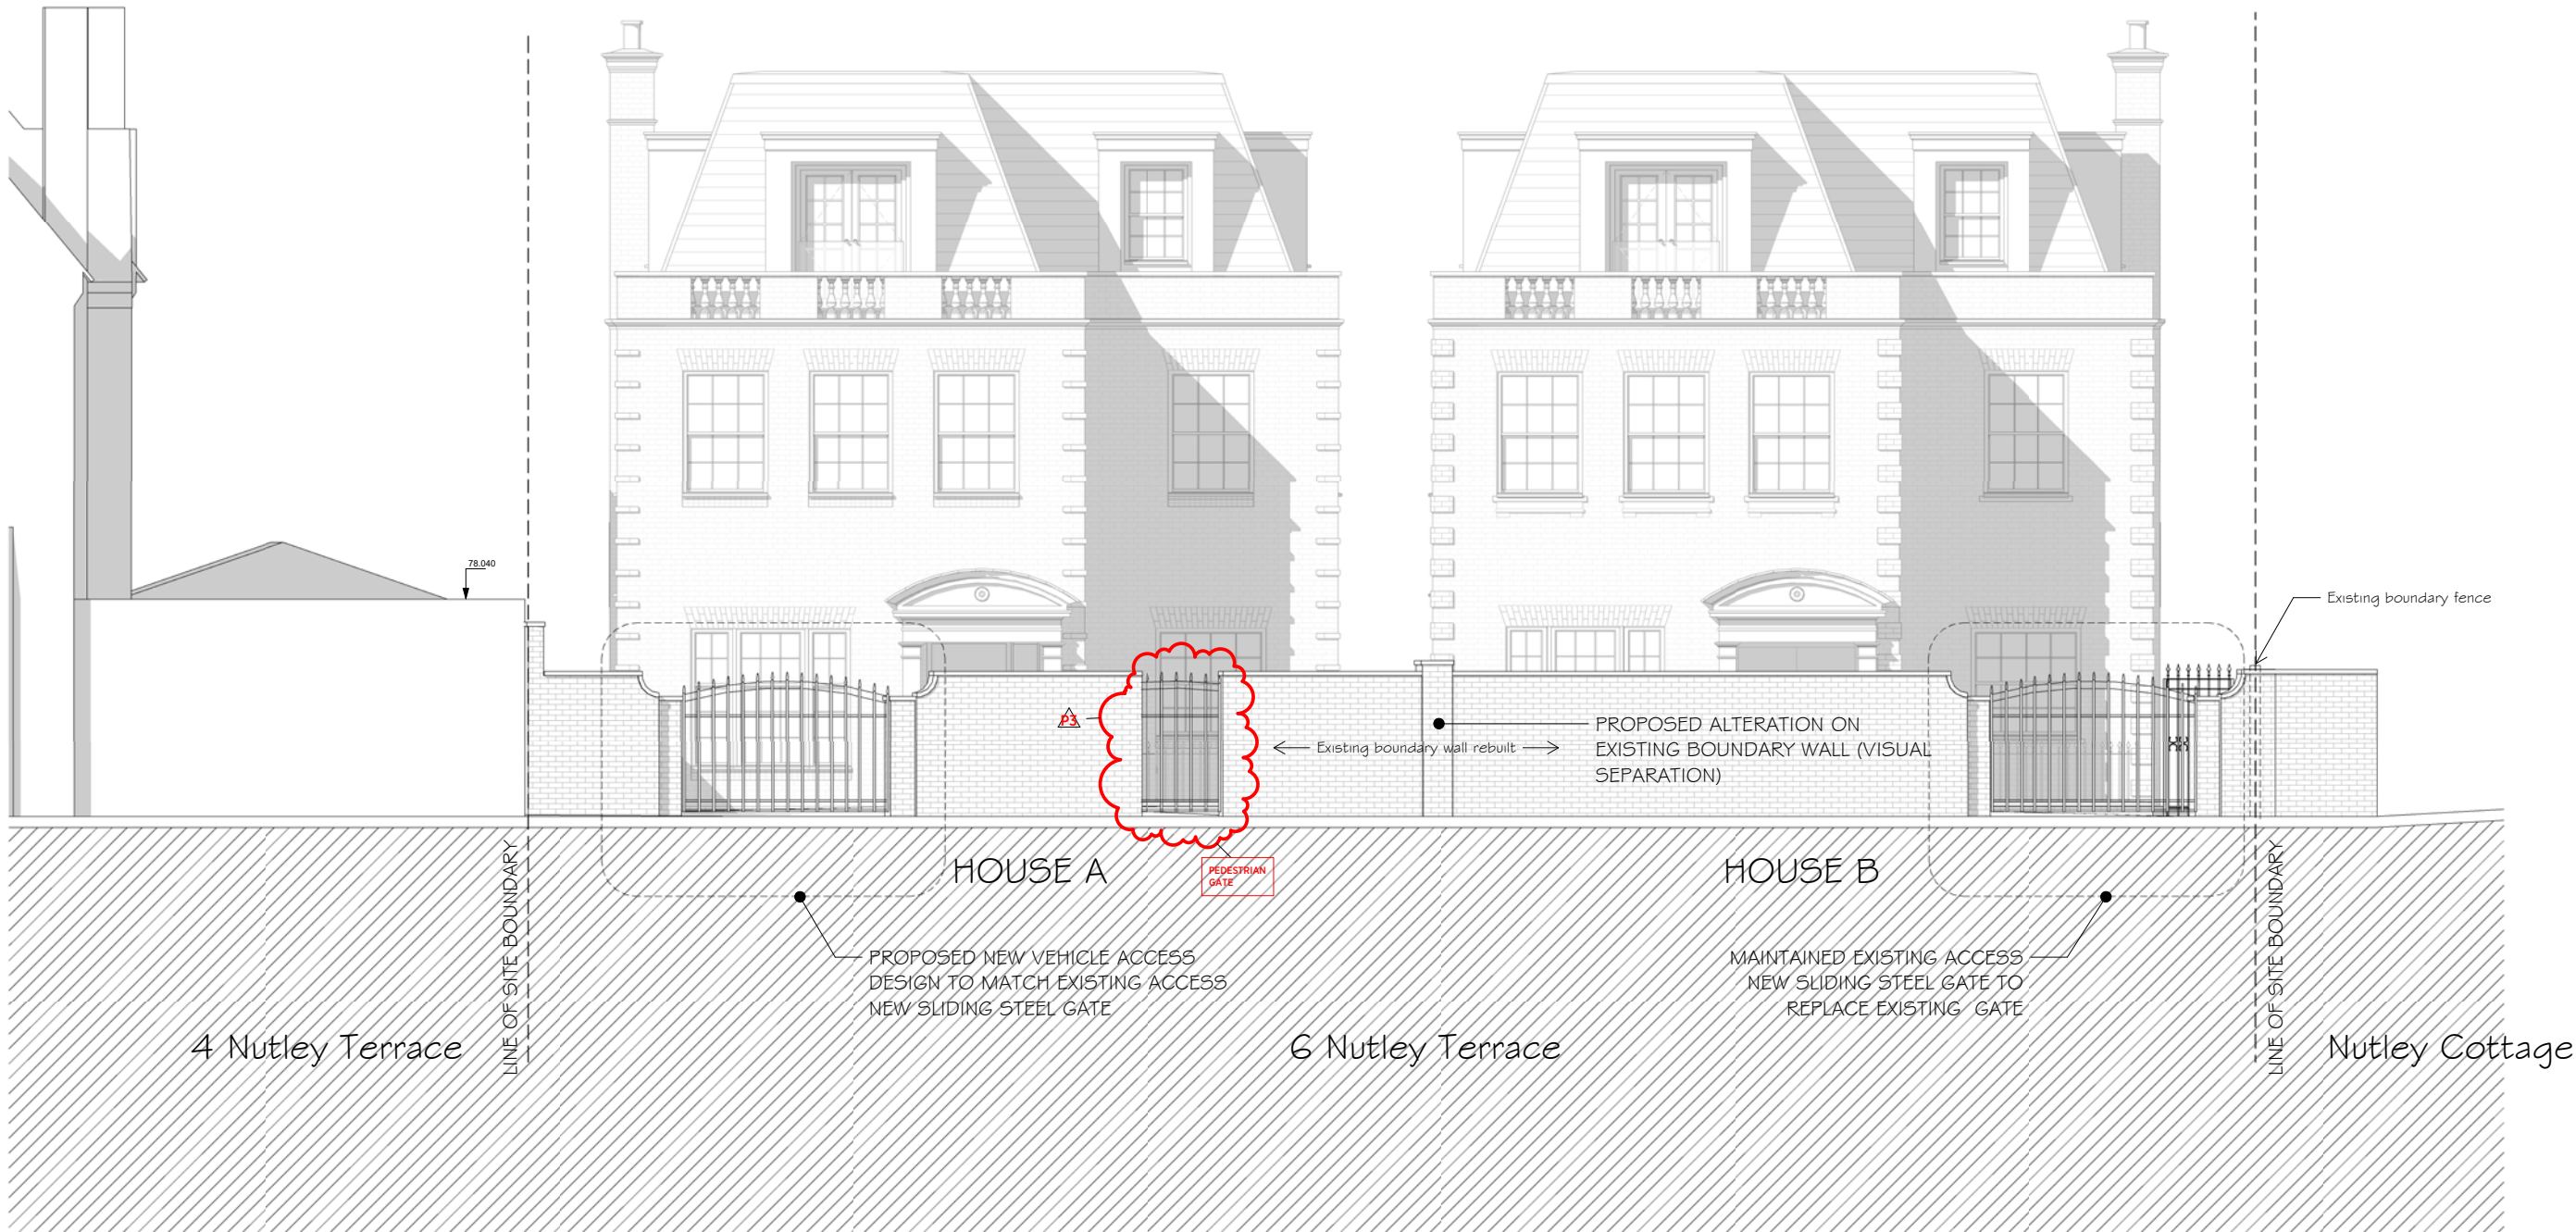 78.040
Existing boundary fence
P3
Existing boundary wall rebuilt
PROPOSED ALTERATION ON
EXISTING BOUNDARY WALL (VISUAL
SEPARATION)
HOUSE A
PEDESTRIAN
GATE
HOUSE B
LINE OF SITE BOUNDARY
PROPOSED NEW VEHICLE ACCESS
DESIGN TO MATCH EXISTING ACCESS
NEW SLIDING STEEL GATE
MAINTAINED EXISTING ACCESS
NEW SLIDING STEEL GATE TO
REPLACE EXISTING GATE
LINE OF SITE BOUNDARY
4 Nutley Terrace
6 Nutley Terrace
Nutley Cottage